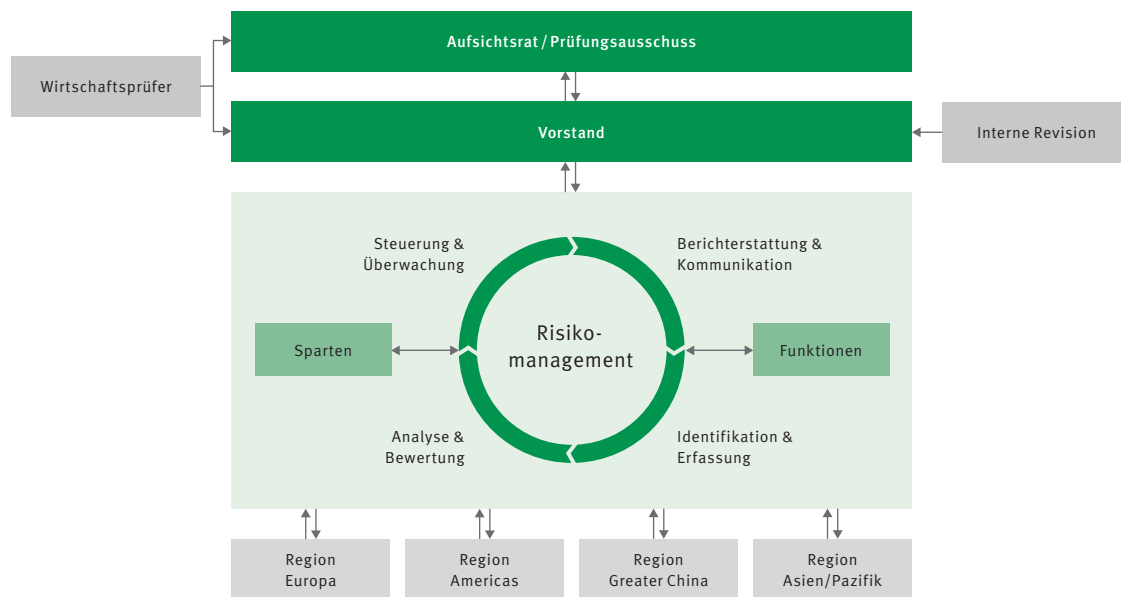 Aufsichtsrat / Prüfungsausschuss
Wirtschaftsprüfer
Vorstand
Interne Revision
Steuerung &
Überwachung
Berichterstattung &
Kommunikation
Sparten
Risiko-
management
Funktionen
Analyse &
Bewertung
Identifikation &
Erfassung
Region
Europa
Region
Americas
Region
Greater China
Region
Asien/Pazifik